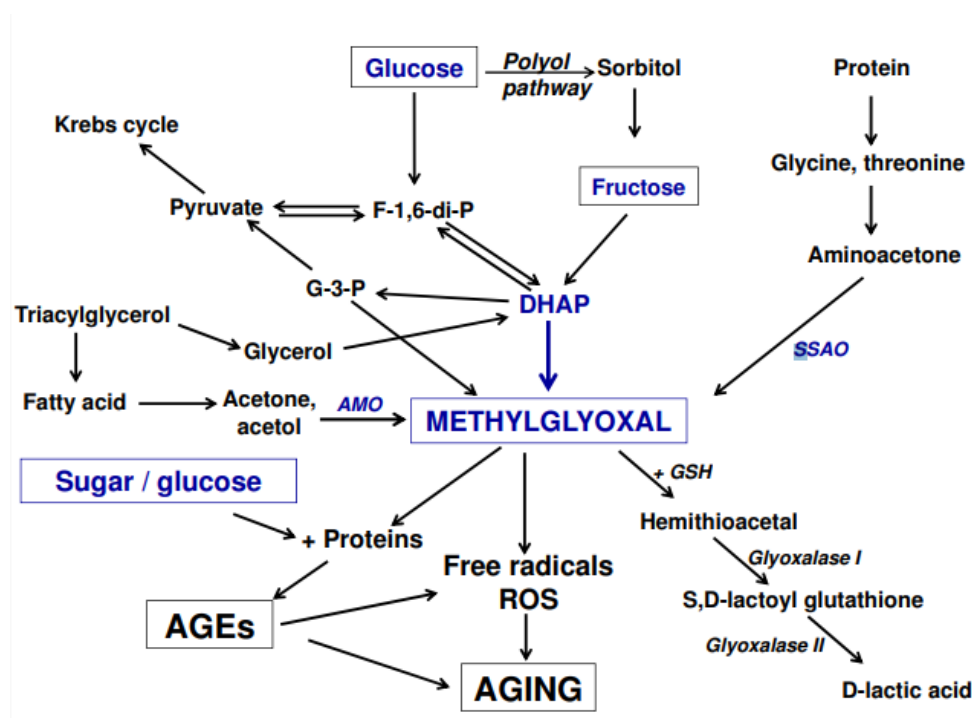 Glucose
Polyol
pathway
Sorbitol
Protein
Krebs cycle
Glycine, threonine
Fructose
Pyruvate
F-1,6-di-P
Aminoacetone
G-3-P
DHAP
Triacylglycerol
Glycerol
SSAO
Fatty acid
Acetone,
acetol
AMO
METHYLGLYOXAL
Sugar / glucose
+ GSH
Hemithioacetal
+ Proteins
Glyoxalase I
Free radicals
ROS
S,D-lactoyl glutathione
AGEs
Glyoxalase II
AGING
D-lactic acid